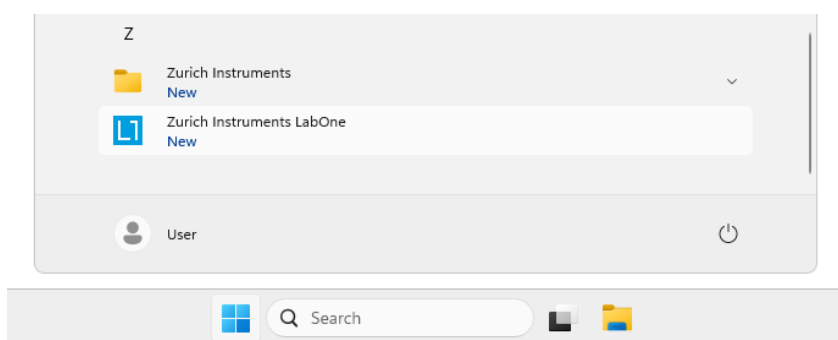 Z
Zurich Instruments
New
Zurich Instruments LabOne
New
User
Search